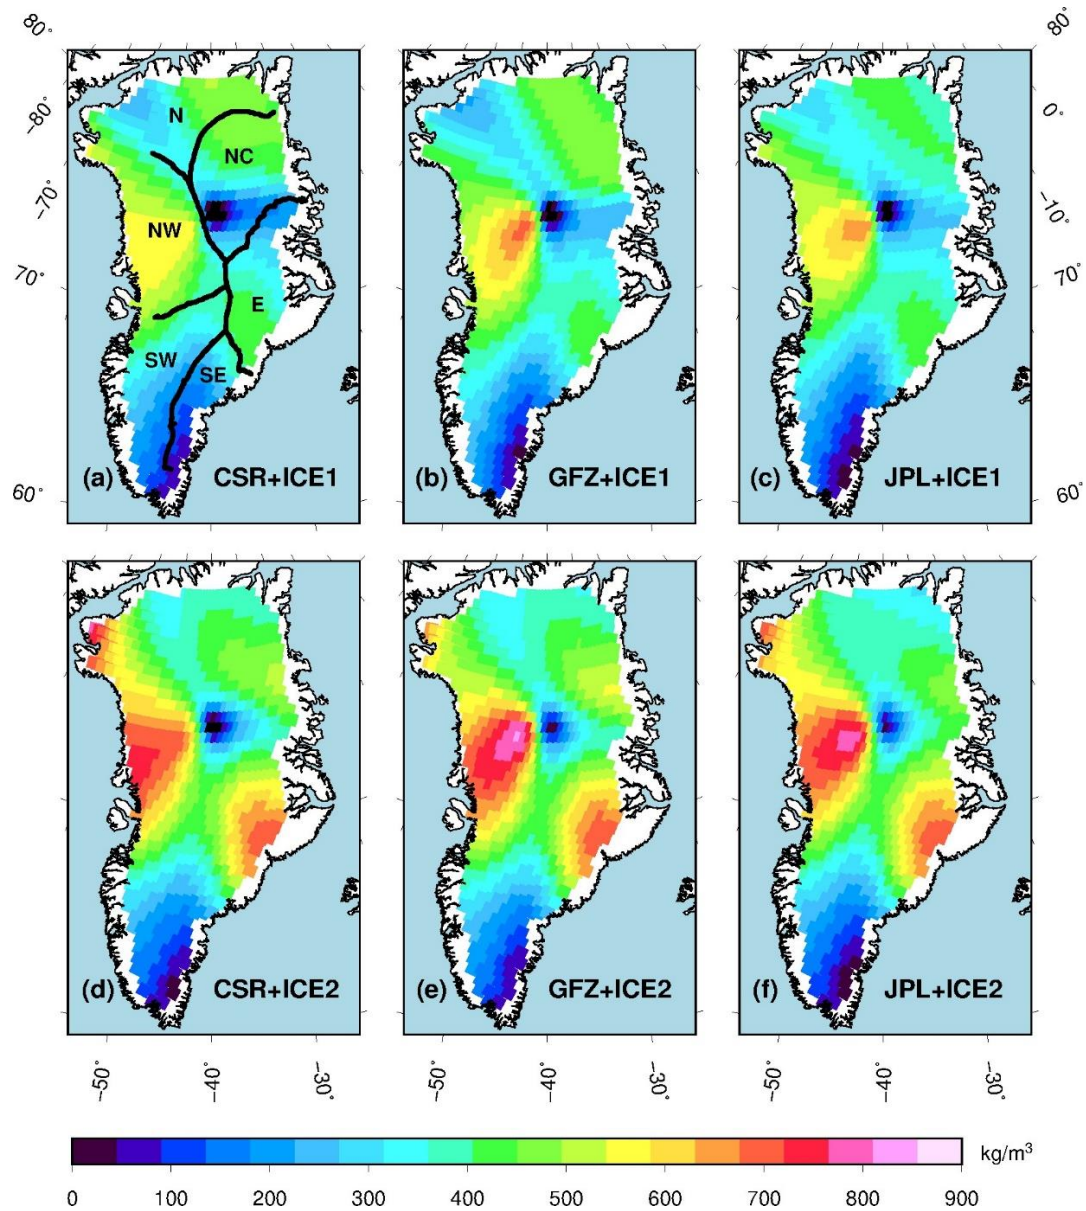 80° 80°
-80° 0°
N
NC
-70° -10°
NW
70° 70°
E
SW
SE
(a) CSR+ICE1 (b) GFZ+ICE1 (c) JPL+ICE1
60° 60°
(d) CSR+ICE2 (e) GFZ+ICE2 (f) JPL+ICE2
-50° -40° -30° -50° -40° -30° -50° -40° -30°
kg/m³
0 100 200 300 400 500 600 700 800 900